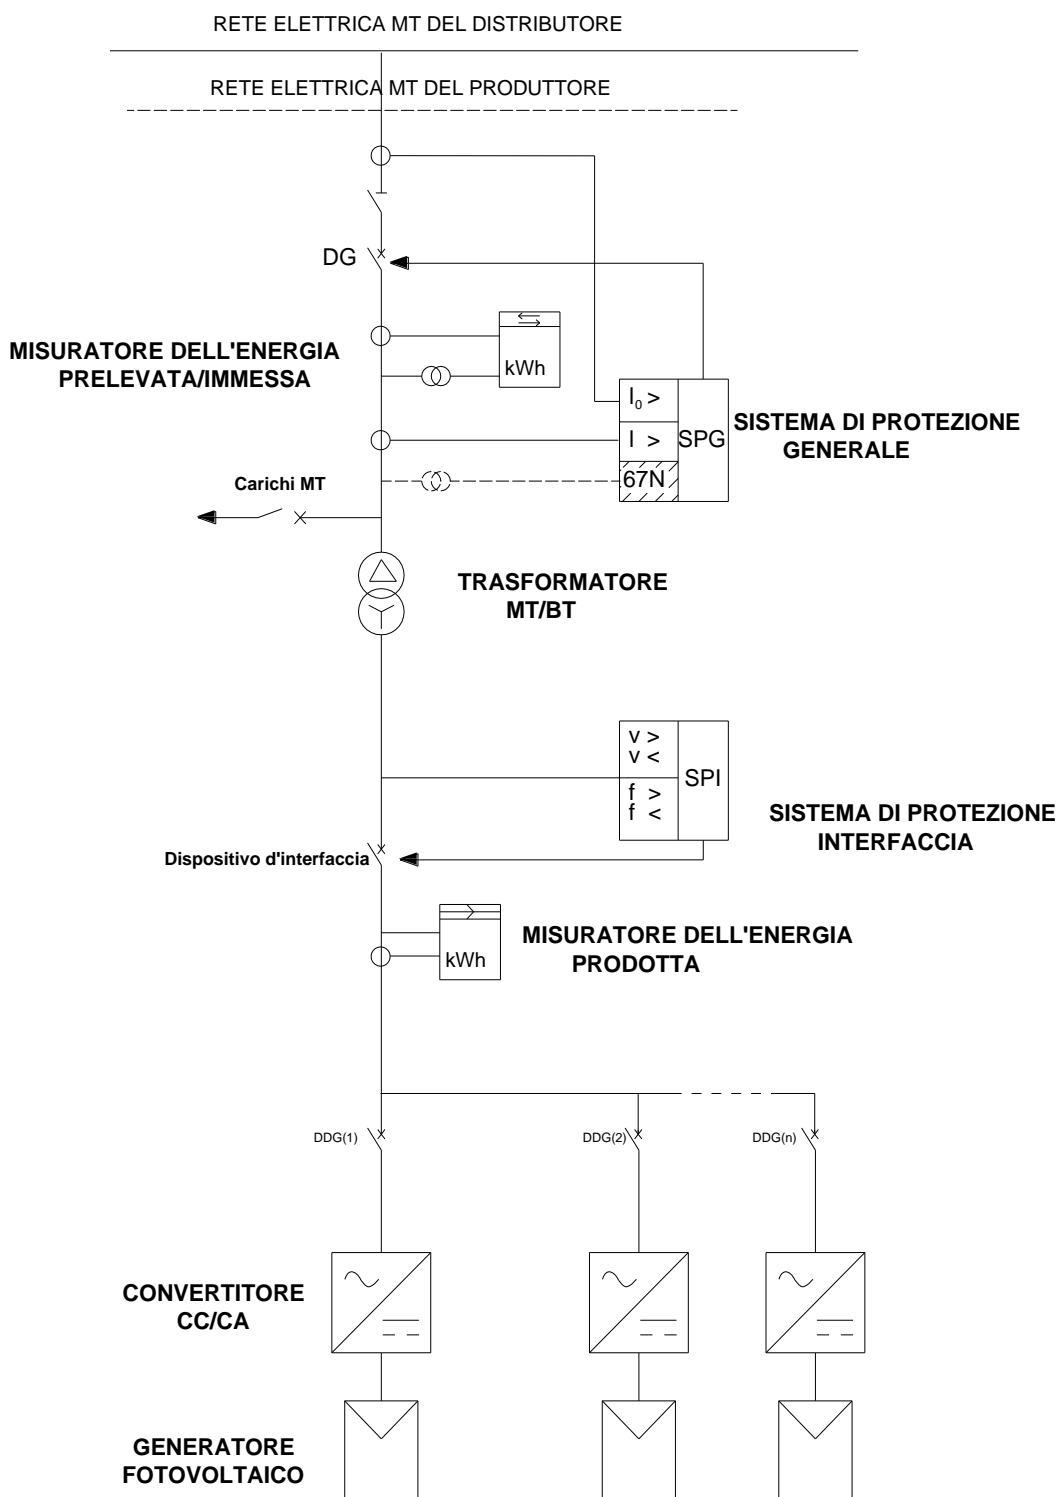 RETE ELETTRICA MT DEL DISTRIBUTORE
RETE ELETTRICA MT DEL PRODUTTORE
DG
MISURATORE DELL'ENERGIA
PRELEVATA/IMMESSA
kWh
I0 >
I >
67N
SPG
SISTEMA DI PROTEZIONE
GENERALE
Carichi MT
TRASFORMATORE
MT/BT
v >
v <
f >
f <
SPI
SISTEMA DI PROTEZIONE
INTERFACCIA
Dispositivo d'interfaccia
kWh
MISURATORE DELL'ENERGIA
PRODOTTA
DDG(1)
DDG(2)
DDG(n)
CONVERTITORE
CC/CA
GENERATORE
FOTOVOLTAICO